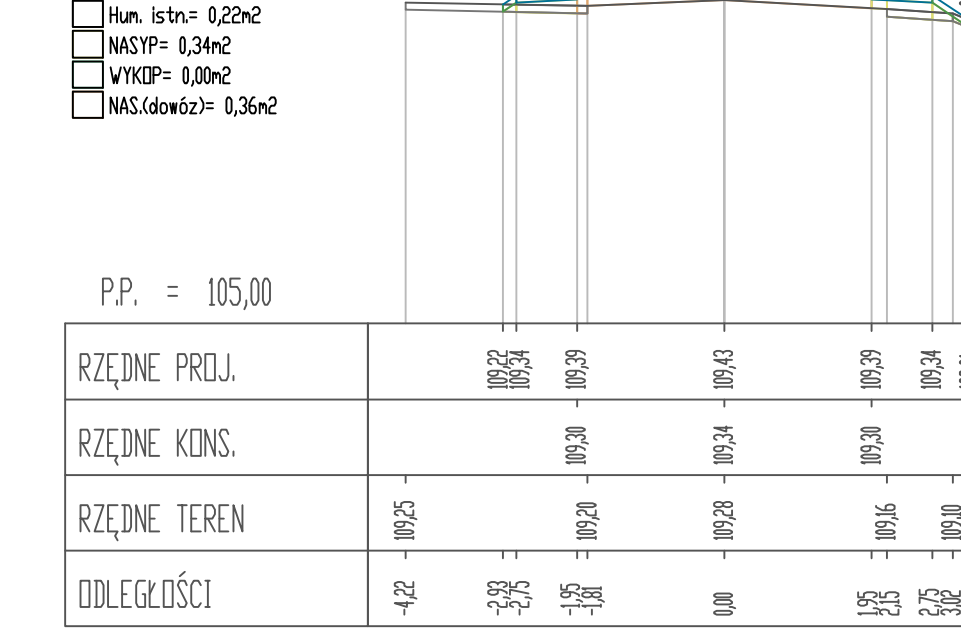 Hum. istn.= 0,22m2
NASYP= 0,34m2
WYKOP= 0,00m2
NAS.(dowóz)= 0,36m2
P.P. = 105,00
RZĘDNE PROJ. 109,22 109,34 109,39 109,43 109,39 109,34
RZĘDNE KONS. 109,30 109,34 109,30
RZĘDNE TEREN 109,25 109,20 109,28 109,16 109,10
ODLEGŁOŚCI -4,22 -2,93 -2,75 -1,95 -1,81 0,00 1,95 2,15 2,75 3,02